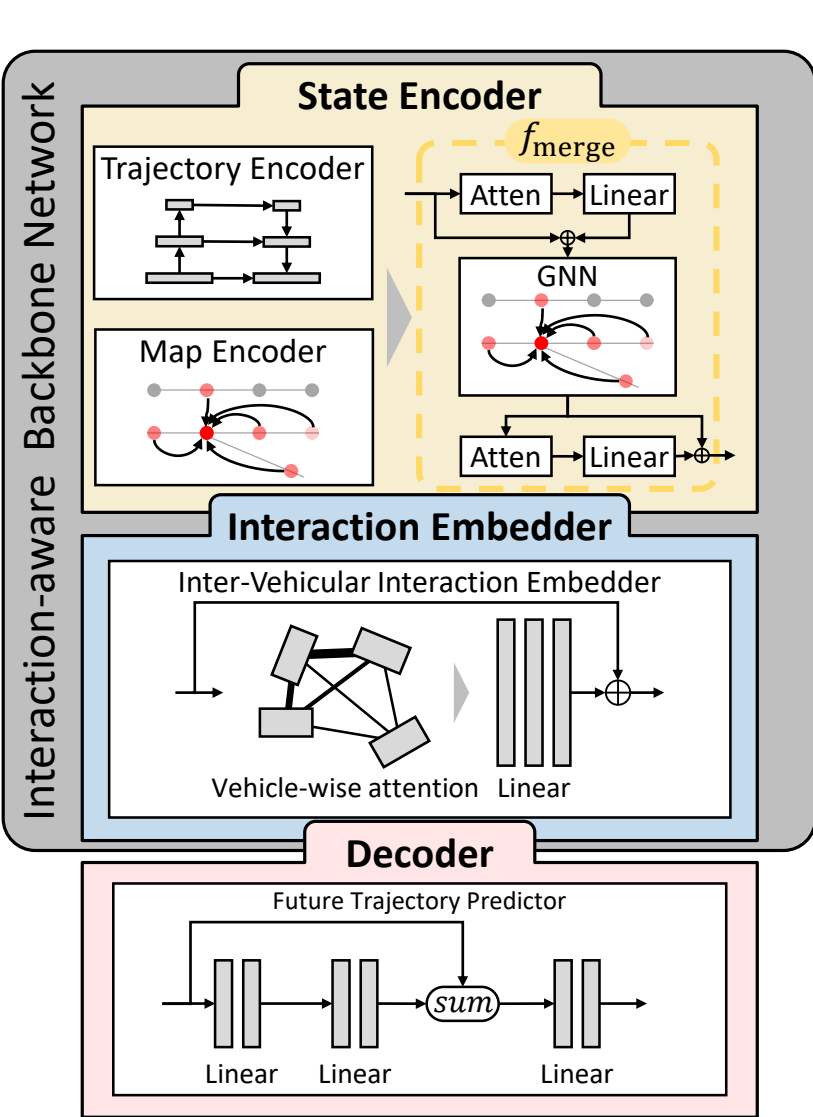 Interaction-aware Backbone Network
State Encoder
Trajectory Encoder
Map Encoder
fmerge
Atten
Linear
GNN
Atten
Linear
Interaction Embedder
Inter-Vehicular Interaction Embedder
Vehicle-wise attention
Linear
Decoder
Future Trajectory Predictor
sum
Linear
Linear
Linear